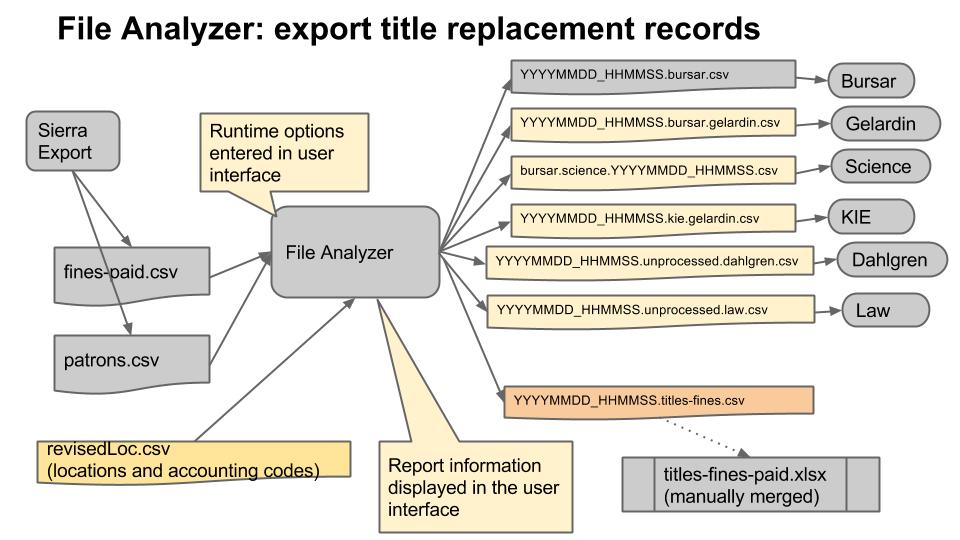 File Analyzer: export title replacement records
Sierra
Export
Runtime options
entered in user
interface
fines-paid.csv
patrons.csv
File Analyzer
revisedLoc.csv
(locations and accounting codes)
Report information
displayed in the user
interface
YYYYMMDD_HHMMSS.bursar.csv
Bursar
YYYYMMDD_HHMMSS.bursar.gelardin.csv
Gelardin
bursar.science.YYYYMMDD_HHMMSS.csv
Science
YYYYMMDD_HHMMSS.kie.gelardin.csv
KIE
YYYYMMDD_HHMMSS.unprocessed.dahlgren.csv
Dahlgren
YYYYMMDD_HHMMSS.unprocessed.law.csv
Law
YYYYMMDD_HHMMSS.titles-fines.csv
titles-fines-paid.xlsx
(manually merged)